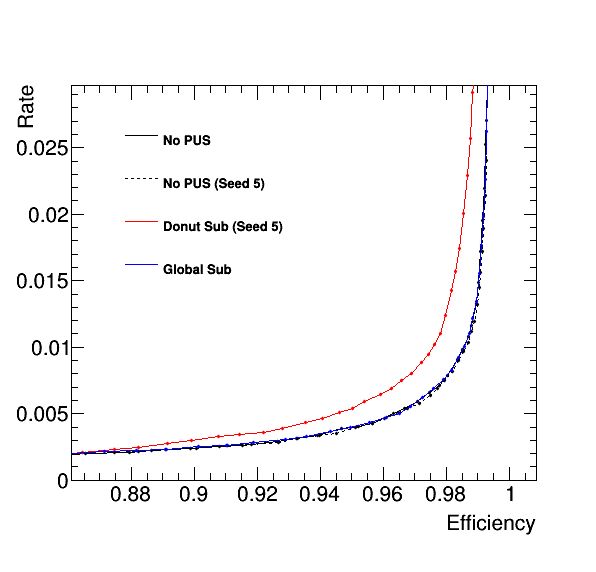 Rate
0.025
0.02
0.015
0.01
0.005
0
No PUS
No PUS (Seed 5)
Donut Sub (Seed 5)
Global Sub
0.88 0.9 0.92 0.94 0.96 0.98 1
Efficiency